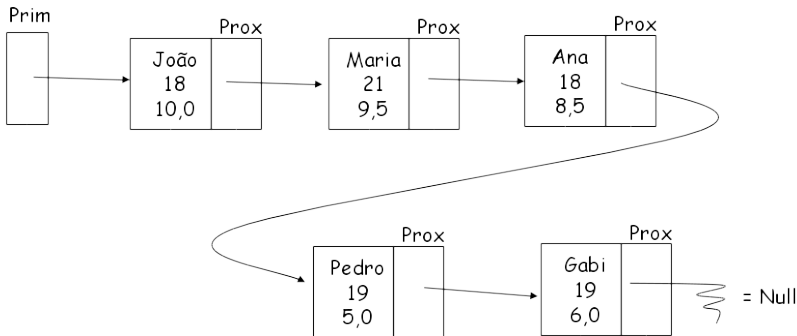 Prim
Prox
João
18
10,0
Prox
Maria
21
9,5
Prox
Ana
18
8,5
Prox
Pedro
19
5,0
Prox
Gabi
19
6,0
= Null